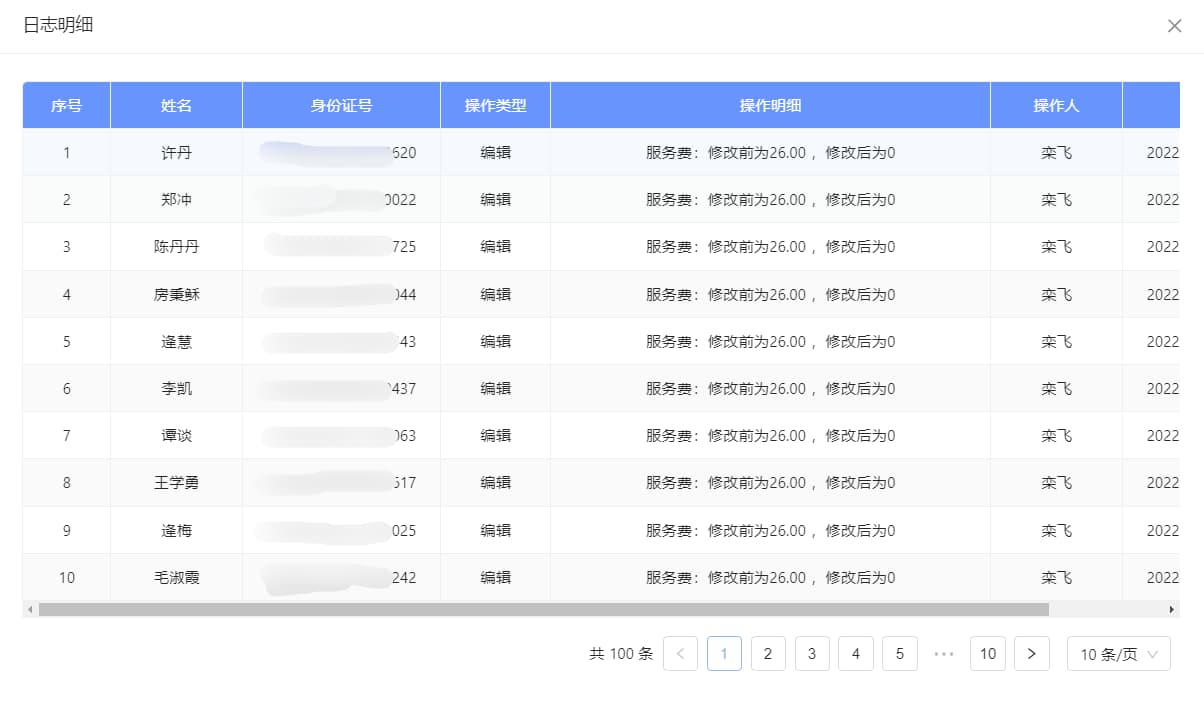 日志明细
序号 姓名 身份证号 操作类型 操作明细 操作人
1 许丹 620 编辑 服务费：修改前为26.00 ，修改后为0 栾飞 2022
2 郑冲 0022 编辑 服务费：修改前为26.00 ，修改后为0 栾飞 2022
3 陈丹丹 725 编辑 服务费：修改前为26.00 ，修改后为0 栾飞 2022
4 房秉稣 044 编辑 服务费：修改前为26.00 ，修改后为0 栾飞 2022
5 逄慧 43 编辑 服务费：修改前为26.00 ，修改后为0 栾飞 2022
6 李凯 0437 编辑 服务费：修改前为26.00 ，修改后为0 栾飞 2022
7 谭谈 063 编辑 服务费：修改前为26.00 ，修改后为0 栾飞 2022
8 王学勇 517 编辑 服务费：修改前为26.00 ，修改后为0 栾飞 2022
9 逄梅 025 编辑 服务费：修改前为26.00 ，修改后为0 栾飞 2022
10 毛淑霞 242 编辑 服务费：修改前为26.00 ，修改后为0 栾飞 2022
共 100 条 < 1 2 3 4 5 ••• 10 > 10 条/页